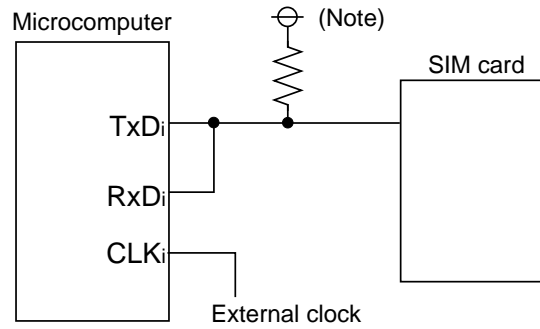 Microcomputer
(Note)
SIM card
TxDi
RxDi
CLKi
External clock